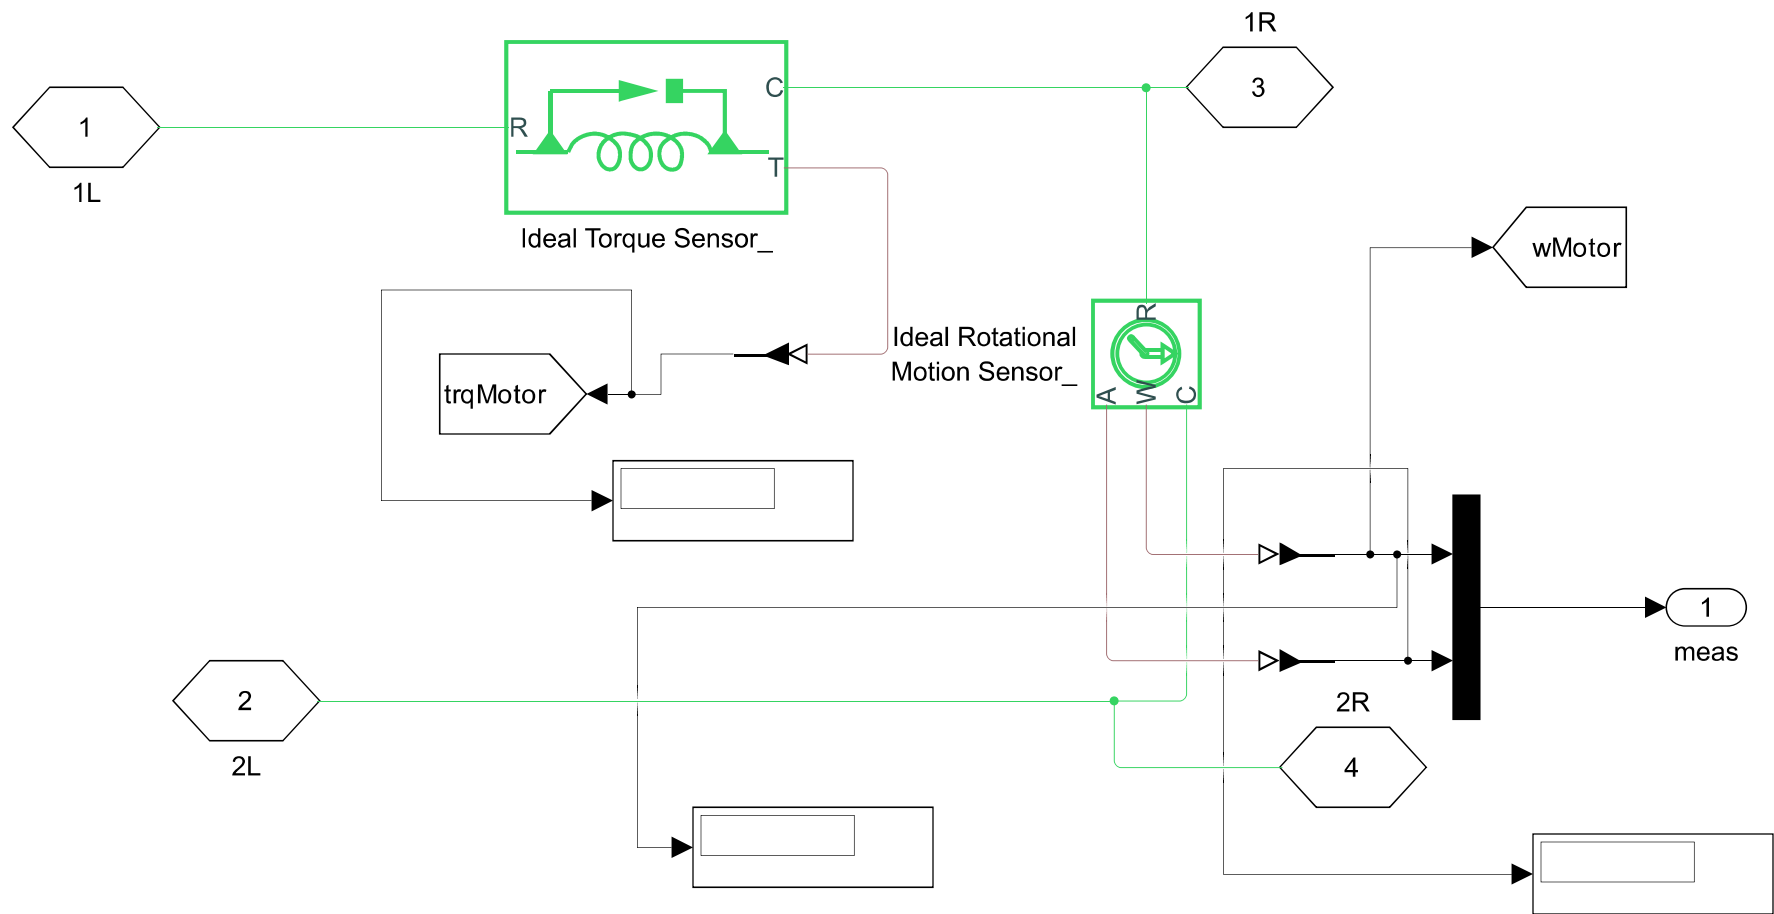 1R
3
C
1
R
T
1L
Ideal Torque Sensor_
wMotor
R
Ideal Rotational
Motion Sensor_
A
W
C
trqMotor
1
meas
2
2R
2L
4